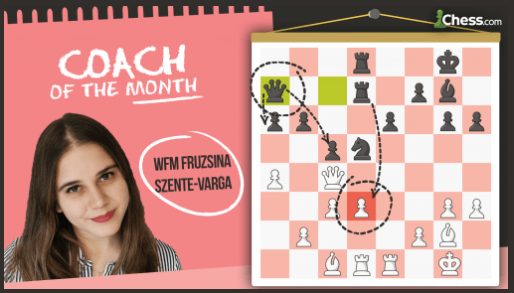 COACH
OF THE MONTH
WFM FRUZSINA
SZENTE-VARGA
Chess.com